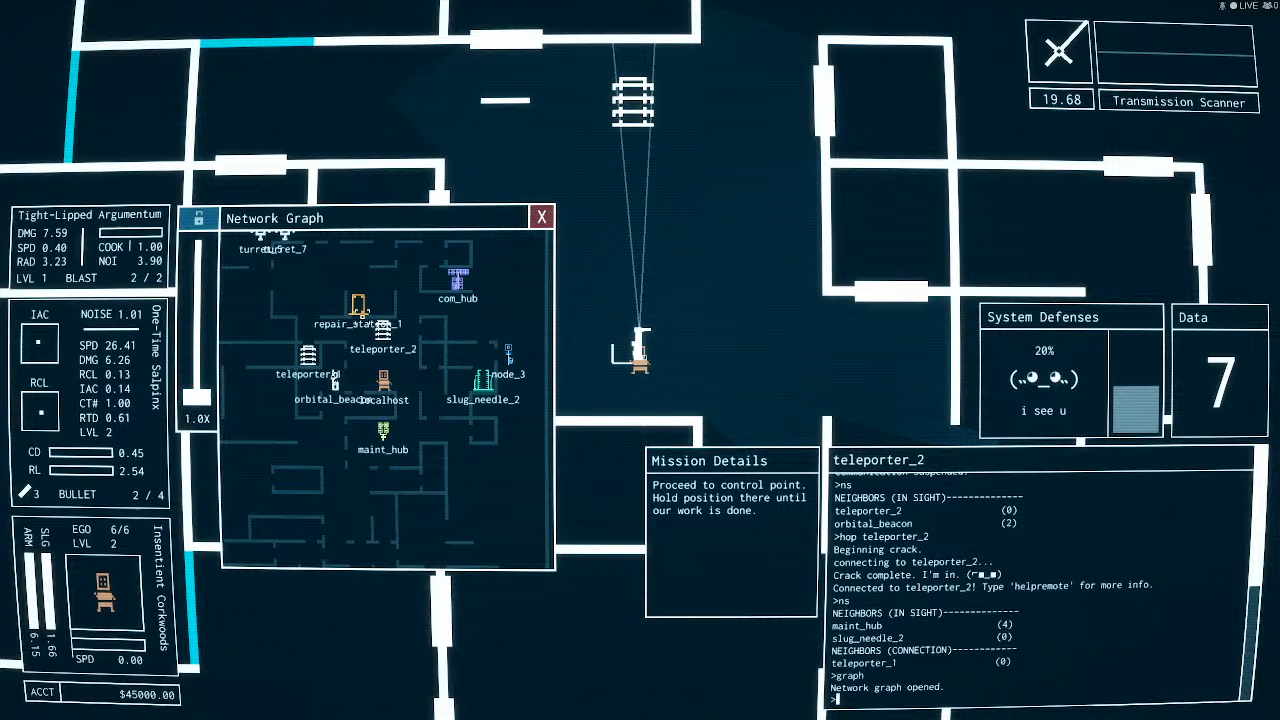 LIVE 0
19.68
Transmission Scanner
Tight-Lipped Argumentum
DMG 7.59
SPD 0.40
COOK 1.00
RAD 3.23
NOI 3.90
LVL 1
BLAST
2 / 2
IAC
NOISE 1.01
SPD 26.41
DMG 6.26
RCL 0.13
IAC 0.14
CT# 1.00
RTD 0.61
LVL 2
RCL
One-Time Salpinx
CD
0.45
RL
2.54
3
BULLET
2 / 4
ARM
SLG
EGO 6/6
LVL 2
Insentient Corkwoods
6.15
1.66
SPD 0.00
ACCT
$45000.00
Network Graph
X
1.0X
turret_7
com_hub
teleporter_2
node_3
localhost
slug_needle_2
maint_hub
Mission Details
Proceed to control point.
Hold position there until
our work is done.
System Defenses
20%
i see u
Data
7
teleporter_2
communication suspended.
>ns
NEIGHBORS (IN SIGHT)--------------
teleporter_2 (0)
orbital_beacon (2)
>hop teleporter_2
Beginning crack.
connecting to teleporter_2...
Crack complete. I'm in. (⌐■_■)
Connected to teleporter_2! Type 'helpremote' for more info.
>ns
NEIGHBORS (IN SIGHT)--------------
maint_hub (4)
slug_needle_2 (0)
NEIGHBORS (CONNECTION)------------
teleporter_1 (0)
>graph
Network graph opened.
>